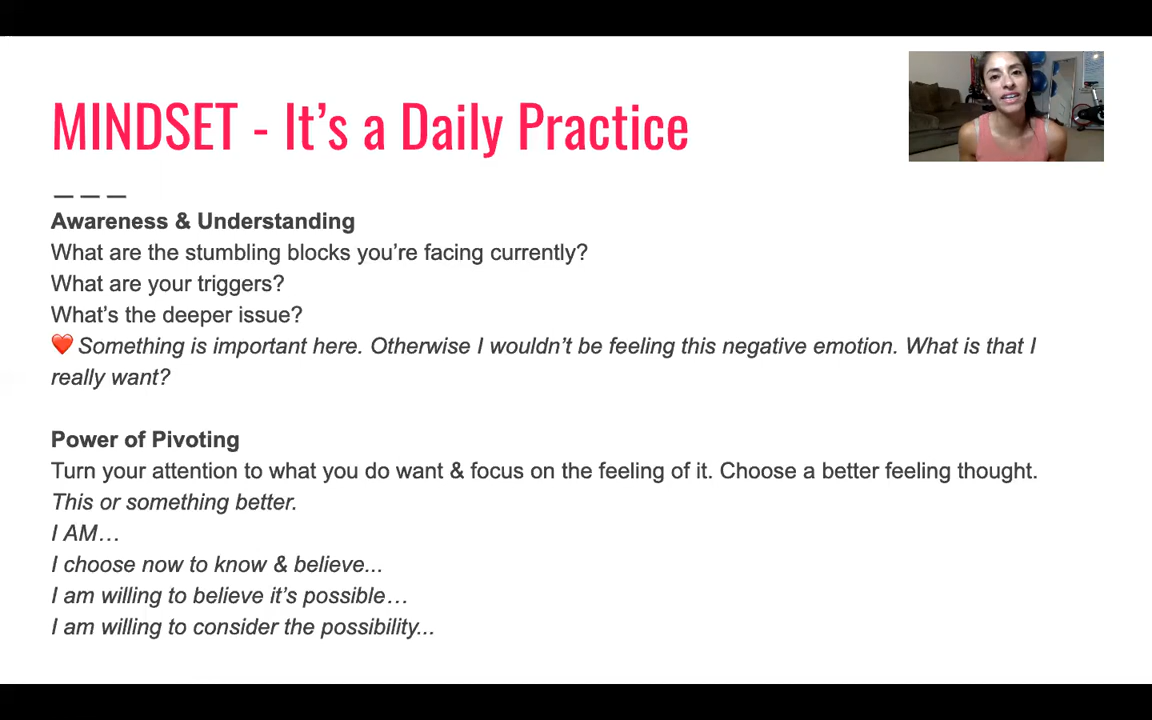 MINDSET - It’s a Daily Practice
Awareness & Understanding
What are the stumbling blocks you’re facing currently?
What are your triggers?
What’s the deeper issue?
❤️ Something is important here. Otherwise I wouldn’t be feeling this negative emotion. What is that I
really want?
Power of Pivoting
Turn your attention to what you do want & focus on the feeling of it. Choose a better feeling thought.
This or something better.
I AM…
I choose now to know & believe...
I am willing to believe it’s possible…
I am willing to consider the possibility...